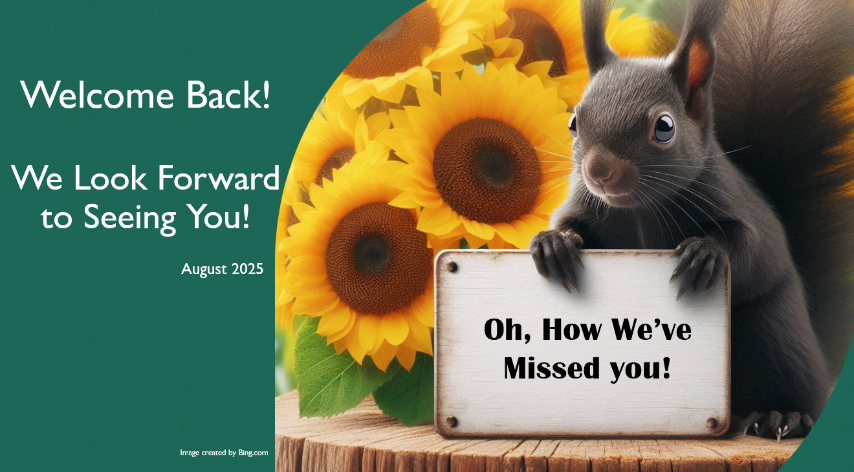 Welcome Back!
We Look Forward
to Seeing You!
August 2025
Oh, How We’ve
Missed you!
Image created by Bing.com